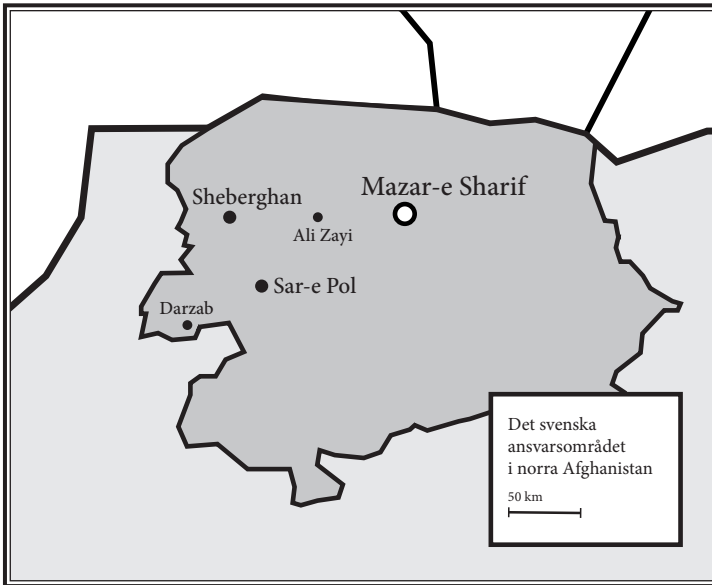 Mazar-e Sharif
Sheberghan
Ali Zayi
Sar-e Pol
Darzab
Det svenska
ansvarsområdet
i norra Afghanistan
50 km